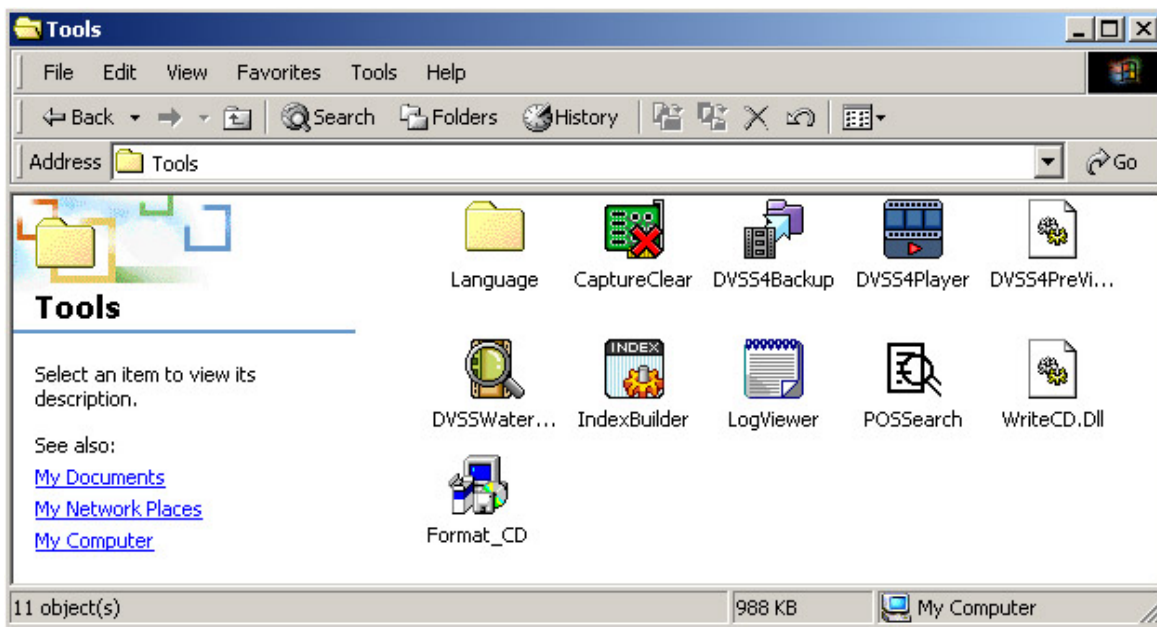 Tools
File Edit View Favorites Tools Help
Back Search Folders History
Address Tools Go
Tools
Select an item to view its
description.
See also:
My Documents
My Network Places
My Computer
Language CaptureClear DVSS4Backup DVSS4Player DVSS4PreVi...
INDEX
DVSSWater... IndexBuilder LogViewer POSSearch WriteCD.Dll
Format_CD
11 object(s) 988 KB My Computer